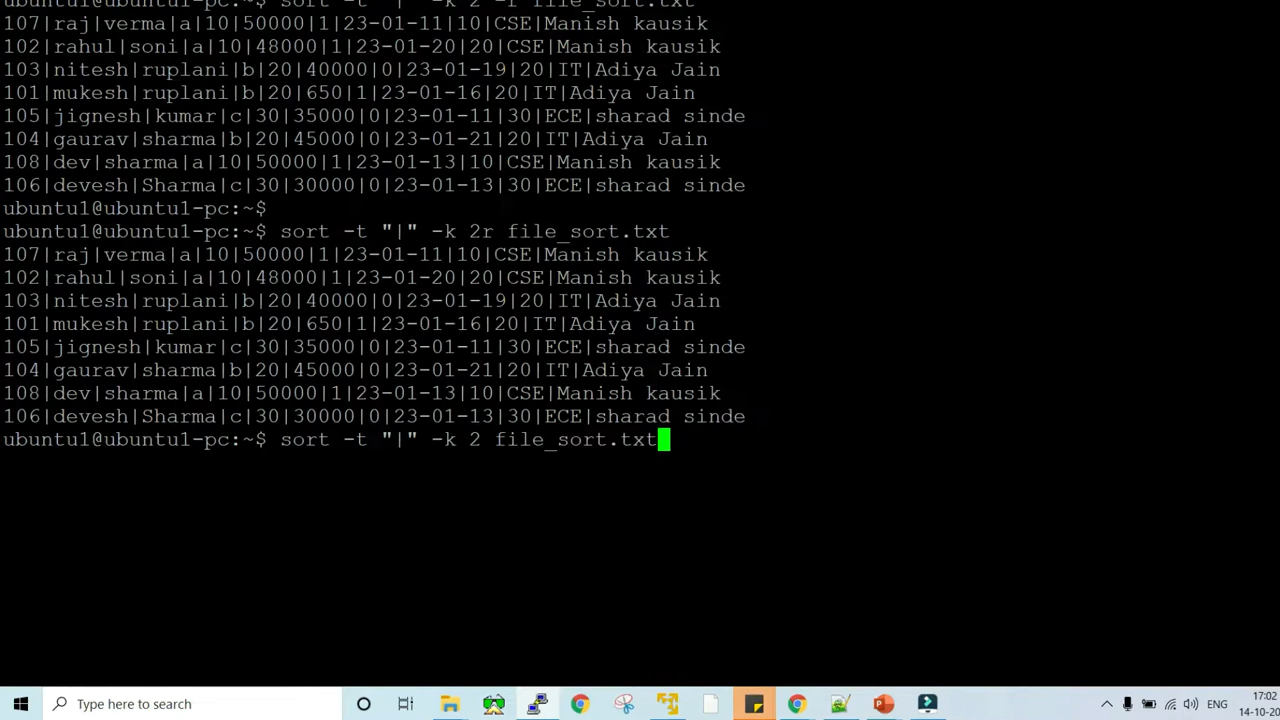 ubuntu1@ubuntu1-pc:~$ sort -t "|" -k 2 -r file_sort.txt
107|raj|verma|a|10|50000|1|23-01-11|10|CSE|Manish kausik
102|rahul|soni|a|10|48000|1|23-01-20|20|CSE|Manish kausik
103|nitesh|ruplani|b|20|40000|0|23-01-19|20|IT|Adiya Jain
101|mukesh|ruplani|b|20|650|1|23-01-16|20|IT|Adiya Jain
105|jignesh|kumar|c|30|35000|0|23-01-11|30|ECE|sharad sinde
104|gaurav|sharma|b|20|45000|0|23-01-21|20|IT|Adiya Jain
108|dev|sharma|a|10|50000|1|23-01-13|10|CSE|Manish kausik
106|devesh|Sharma|c|30|30000|0|23-01-13|30|ECE|sharad sinde
ubuntu1@ubuntu1-pc:~$
ubuntu1@ubuntu1-pc:~$ sort -t "|" -k 2r file_sort.txt
107|raj|verma|a|10|50000|1|23-01-11|10|CSE|Manish kausik
102|rahul|soni|a|10|48000|1|23-01-20|20|CSE|Manish kausik
103|nitesh|ruplani|b|20|40000|0|23-01-19|20|IT|Adiya Jain
101|mukesh|ruplani|b|20|650|1|23-01-16|20|IT|Adiya Jain
105|jignesh|kumar|c|30|35000|0|23-01-11|30|ECE|sharad sinde
104|gaurav|sharma|b|20|45000|0|23-01-21|20|IT|Adiya Jain
108|dev|sharma|a|10|50000|1|23-01-13|10|CSE|Manish kausik
106|devesh|Sharma|c|30|30000|0|23-01-13|30|ECE|sharad sinde
ubuntu1@ubuntu1-pc:~$ sort -t "|" -k 2 file_sort.txt
Type here to search
ENG
17:02
14-10-20